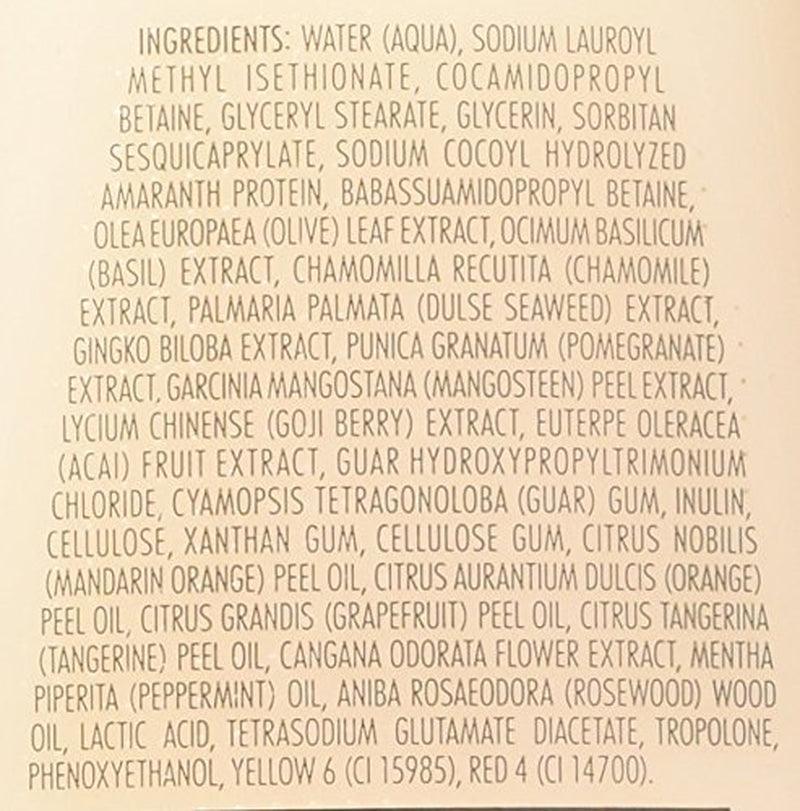 INGREDIENTS: WATER (AQUA), SODIUM LAUROYL
METHYL ISETHIONATE, COCAMIDOPROPYL
BETAINE, GLYCERYL STEARATE, GLYCERIN, SORBITAN
SESQUICAPRYLATE, SODIUM COCOYL HYDROLYZED
AMARANTH PROTEIN, BABASSUAMIDOPROPYL BETAINE,
OLEA EUROPAEA (OLIVE) LEAF EXTRACT, OCIMUM BASILICUM
(BASIL) EXTRACT, CHAMOMILLA RECUTITA (CHAMOMILE)
EXTRACT, PALMARIA PALMATA (DULSE SEAWEED) EXTRACT,
GINGKO BILOBA EXTRACT, PUNICA GRANATUM (POMEGRANATE)
EXTRACT, GARCINIA MANGOSTANA (MANGOSTEEN) PEEL EXTRACT,
LYCIUM CHINENSE (GOJI BERRY) EXTRACT, EUTERPE OLERACEA
(ACAI) FRUIT EXTRACT, GUAR HYDROXYPROPYLTRIMONIUM
CHLORIDE, CYAMOPSIS TETRAGONOLOBA (GUAR) GUM, INULIN,
CELLULOSE, XANTHAN GUM, CELLULOSE GUM, CITRUS NOBILIS
(MANDARIN ORANGE) PEEL OIL, CITRUS AURANTIUM DULCIS (ORANGE)
PEEL OIL, CITRUS GRANDIS (GRAPEFRUIT) PEEL OIL, CITRUS TANGERINA
(TANGERINE) PEEL OIL, CANGANA ODORATA FLOWER EXTRACT, MENTHA
PIPERITA (PEPPERMINT) OIL, ANIBA ROSAEODORA (ROSEWOOD) WOOD
OIL, LACTIC ACID, TETRASODIUM GLUTAMATE DIACETATE, TROPOLONE,
PHENOXYETHANOL, YELLOW 6 (CI 15985), RED 4 (CI 14700).